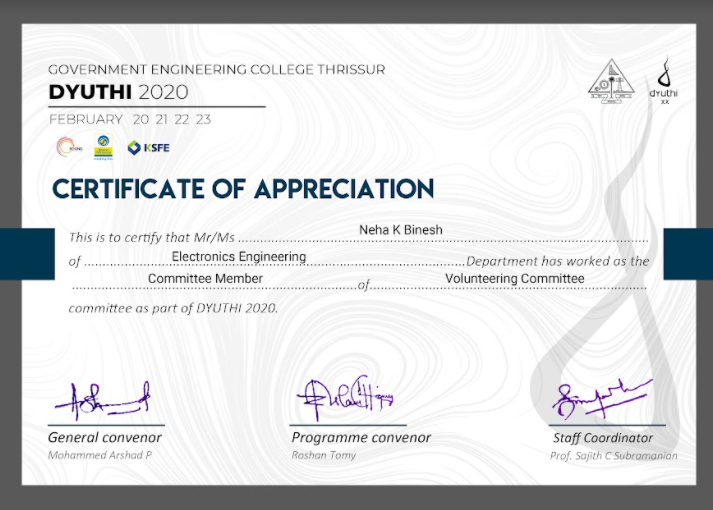 GOVERNMENT ENGINEERING COLLEGE THRISSUR
DYUTHI 2020
FEBRUARY 20 21 22 23
dyuthi
XX
KSFE
CERTIFICATE OF APPRECIATION
This is to certify that Mr/Ms Neha K Binesh
of Electronics Engineering Department has worked as the
Committee Member of Volunteering Committee
committee as part of DYUTHI 2020.
General convenor
Mohammed Arshad P
Programme convenor
Roshan Tomy
Staff Coordinator
Prof. Sajith C Subramanian